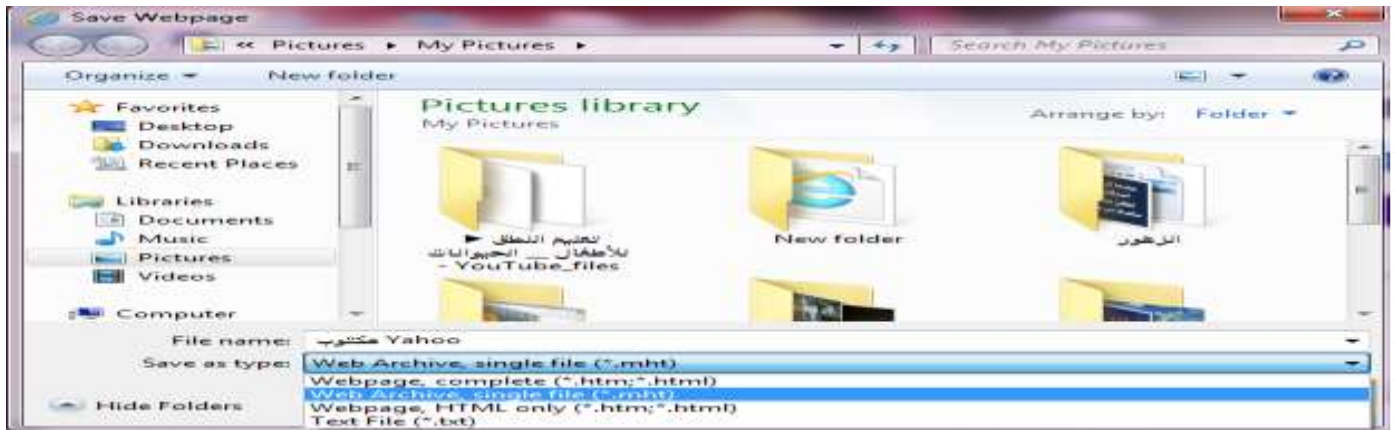 Save Webpage
« Pictures ▸ My Pictures ▸
Search My Pictures
Organize ▾ New folder
Favorites
Desktop
Downloads
Recent Places
Libraries
Documents
Music
Pictures
Videos
Computer
Pictures library
My Pictures
Arrange by: Folder ▾
لتعليم النطق ►
للأطفال __ الحيوانات
- YouTube_files
New folder
الزهور
File name: مكتوب Yahoo
Save as type: Web Archive, single file (*.mht)
Webpage, complete (*.htm;*.html)
Web Archive, single file (*.mht)
Webpage, HTML only (*.htm;*.html)
Text File (*.txt)
Hide Folders